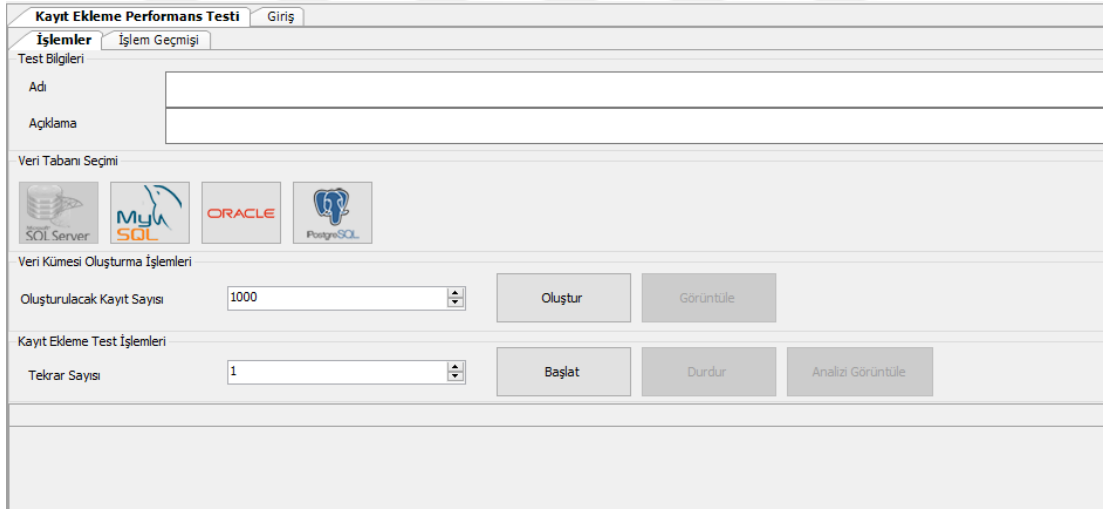 Kayıt Ekleme Performans Testi Giriş
İşlemler İşlem Geçmişi
Test Bilgileri
Adı
Açıklama
Veri Tabanı Seçimi
Microsoft SQL Server MySQL ORACLE PostgreSQL
Veri Kümesi Oluşturma İşlemleri
Oluşturulacak Kayıt Sayısı 1000 Oluştur Görüntüle
Kayıt Ekleme Test İşlemleri
Tekrar Sayısı 1 Başlat Durdur Analizi Görüntüle